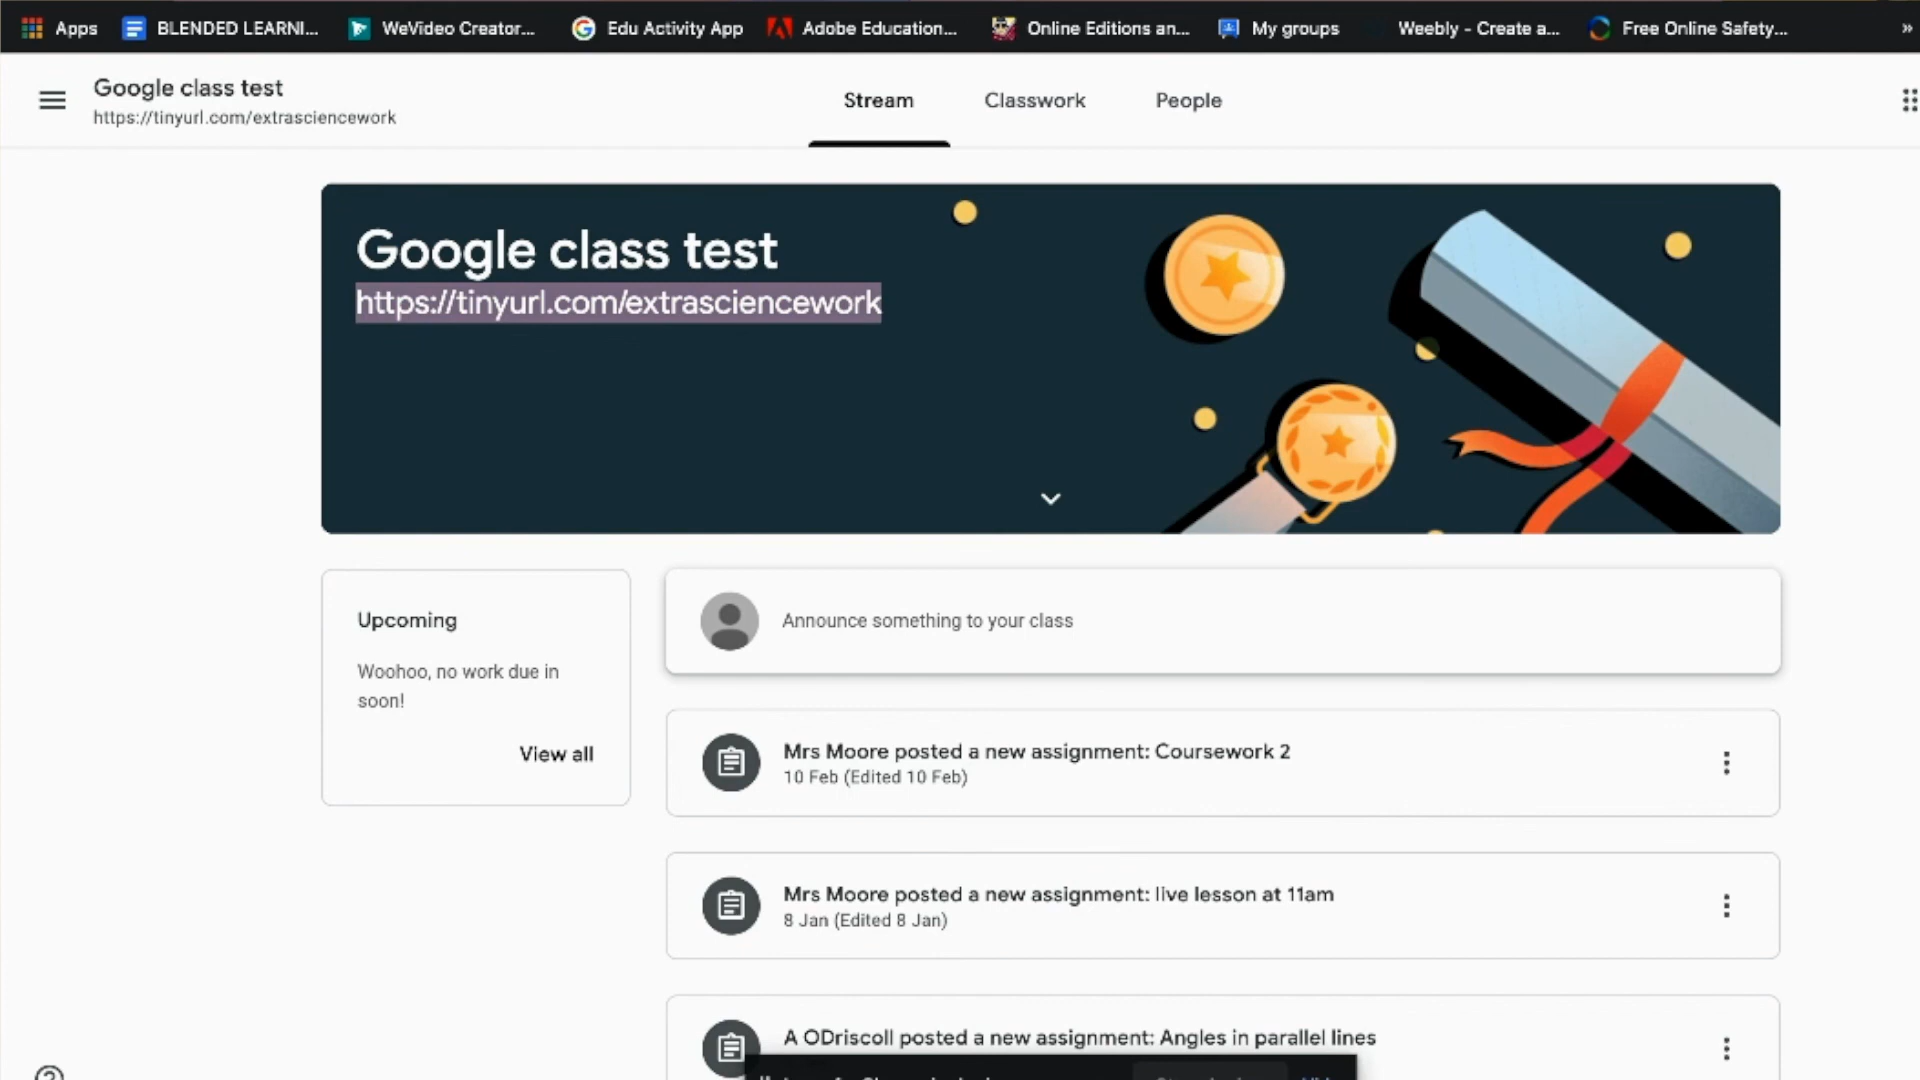 Apps BLENDED LEARNI... WeVideo Creator... Edu Activity App Adobe Education... Online Editions an... My groups Weebly - Create a... Free Online Safety... »
Google class test
https://tinyurl.com/extrasciencework
Stream Classwork People
Google class test
https://tinyurl.com/extrasciencework
Upcoming
Woohoo, no work due in
soon!
View all
Announce something to your class
Mrs Moore posted a new assignment: Coursework 2
10 Feb (Edited 10 Feb)
Mrs Moore posted a new assignment: live lesson at 11am
8 Jan (Edited 8 Jan)
A ODriscoll posted a new assignment: Angles in parallel lines